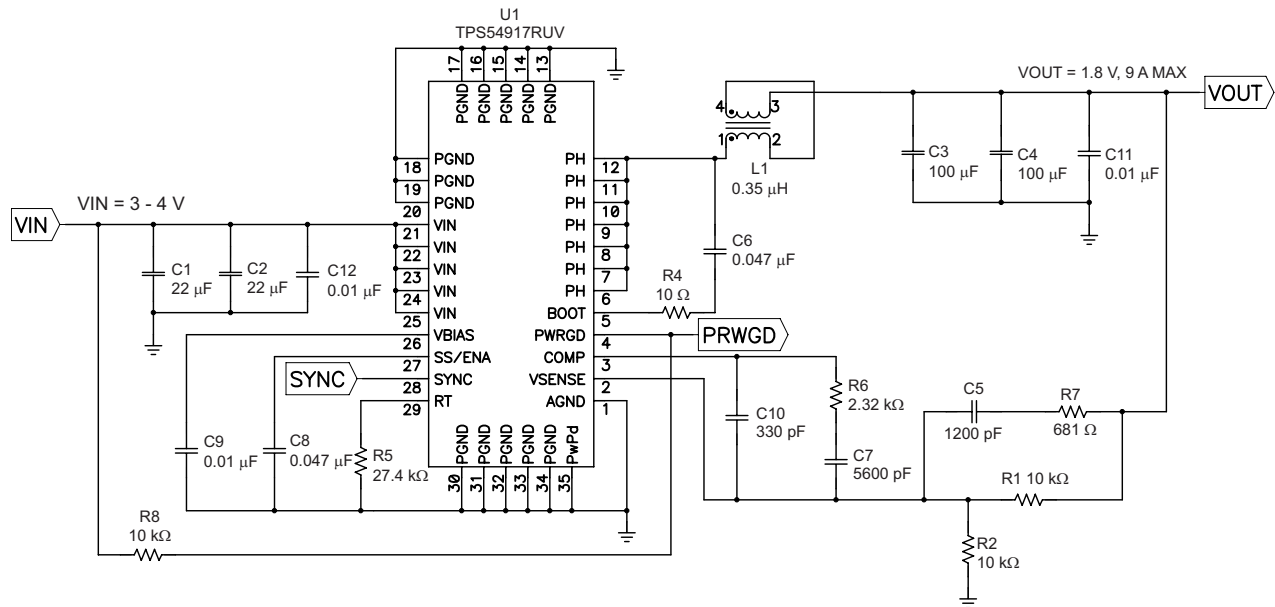 U1
TPS54917RUV
17
16
15
14
13
PGND
PGND
PGND
PGND
PGND
VOUT = 1.8 V, 9 A MAX
VOUT
4
3
1
2
L1
0.35 μH
C3
100 μF
C4
100 μF
C11
0.01 μF
PGND
18
PGND
19
PGND
20
VIN
21
VIN
22
VIN
23
VIN
24
VIN
25
VBIAS
26
SS/ENA
27
SYNC
28
RT
29
PH
12
PH
11
PH
10
PH
9
PH
8
PH
7
PH
6
BOOT
5
PWRGD
4
COMP
3
VSENSE
2
AGND
1
VIN = 3 - 4 V
VIN
C1
22 μF
C2
22 μF
C12
0.01 μF
C6
0.047 μF
R4
10 Ω
PRWGD
SYNC
C9
0.01 μF
C8
0.047 μF
R5
27.4 kΩ
PGND
PGND
PGND
PGND
PGND
PwPd
30
31
32
33
34
35
C10
330 pF
R6
2.32 kΩ
C7
5600 pF
C5
1200 pF
R7
681 Ω
R1 10 kΩ
R2
10 kΩ
R8
10 kΩ